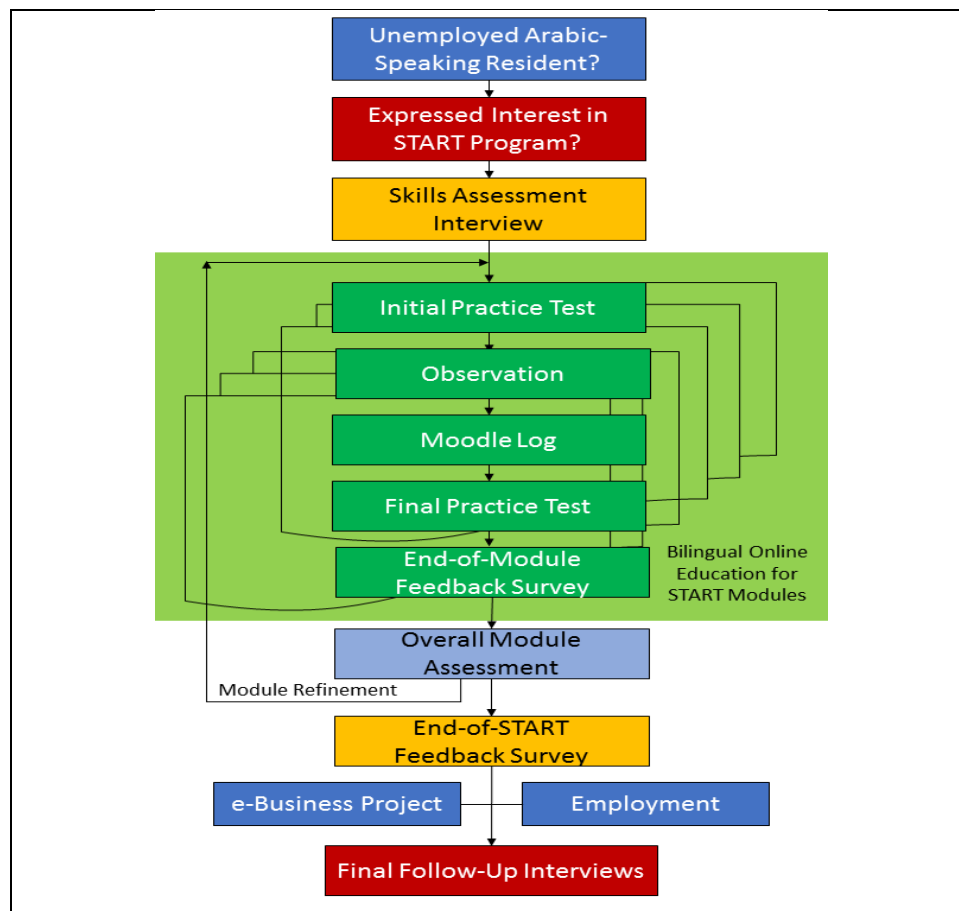 Unemployed Arabic-
Speaking Resident?
Expressed Interest in
START Program?
Skills Assessment
Interview
Initial Practice Test
Observation
Moodle Log
Final Practice Test
End-of-Module
Feedback Survey
Bilingual Online
Education for
START Modules
Overall Module
Assessment
Module Refinement
End-of-START
Feedback Survey
e-Business Project
Employment
Final Follow-Up Interviews